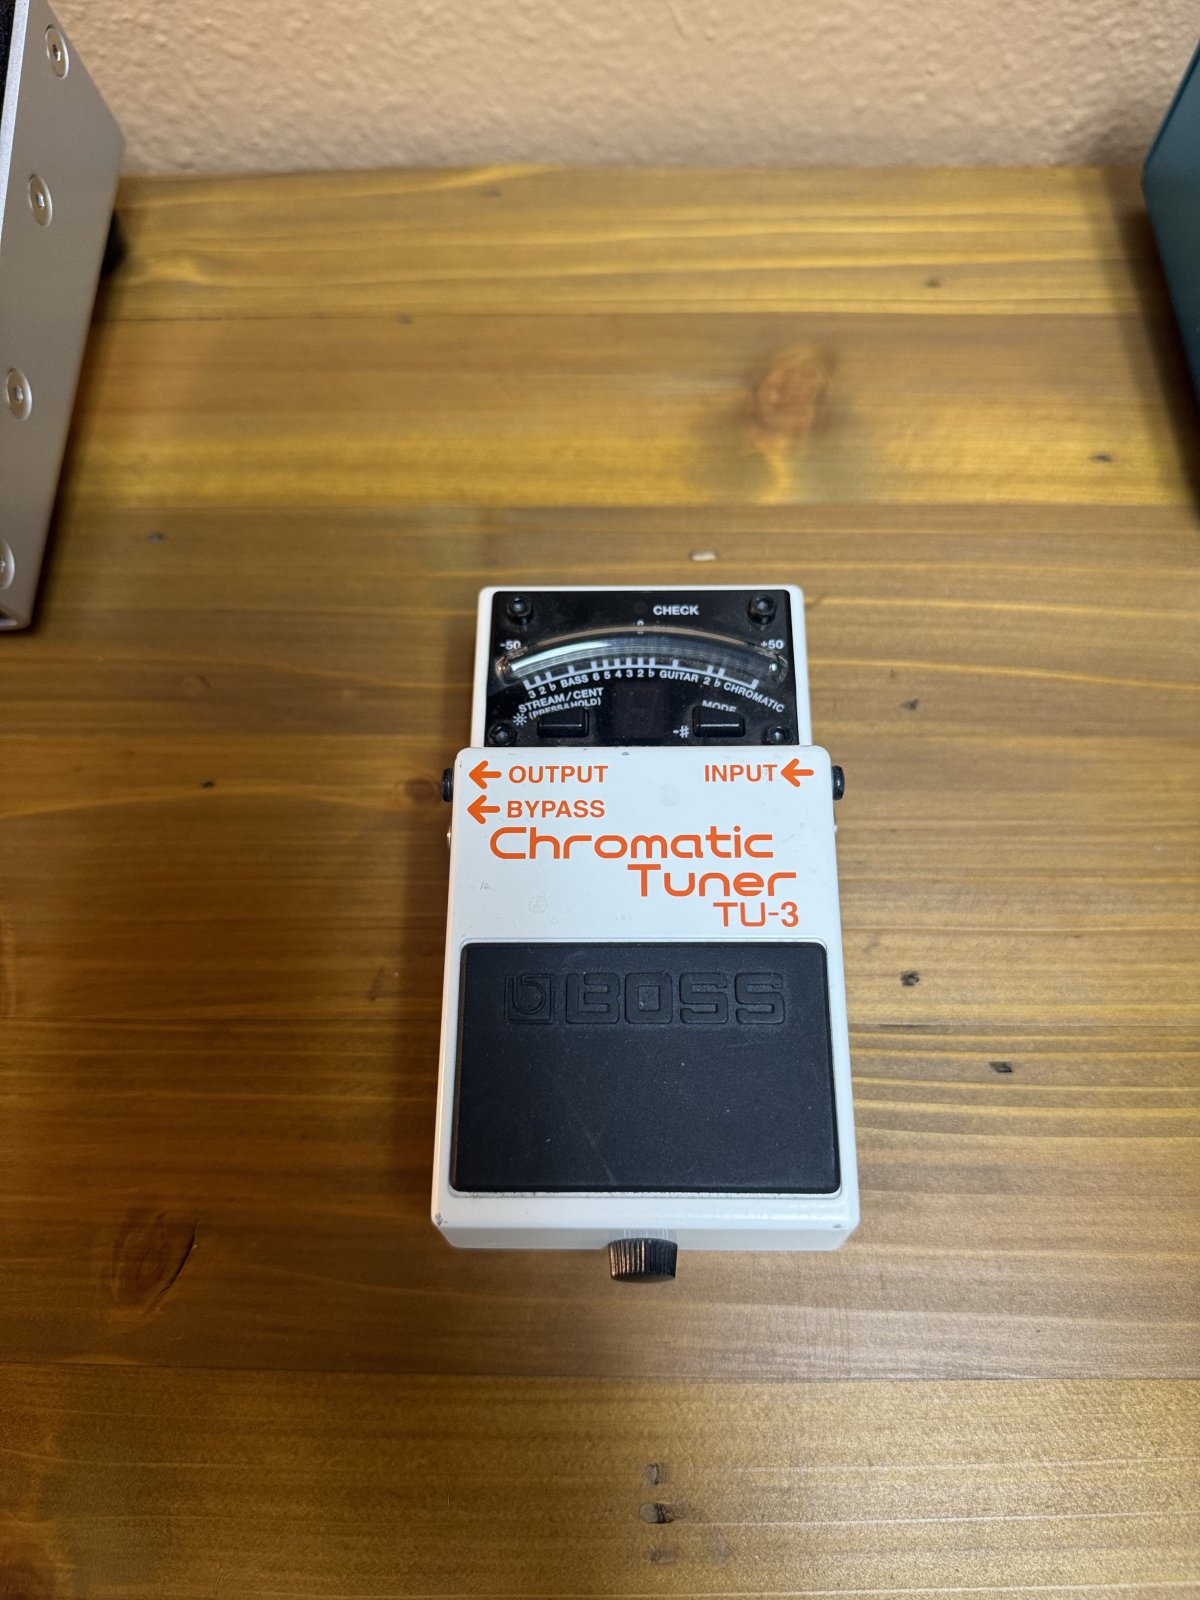 CHECK
-50 0 +50
3 2 ♭ BASS 6 5 4 3 2 ♭ GUITAR 2 ♭ CHROMATIC
STREAM/CENT
(PRESS&HOLD)
MODE
-#
← OUTPUT
INPUT ←
← BYPASS
Chromatic
Tuner
TU-3
BOSS